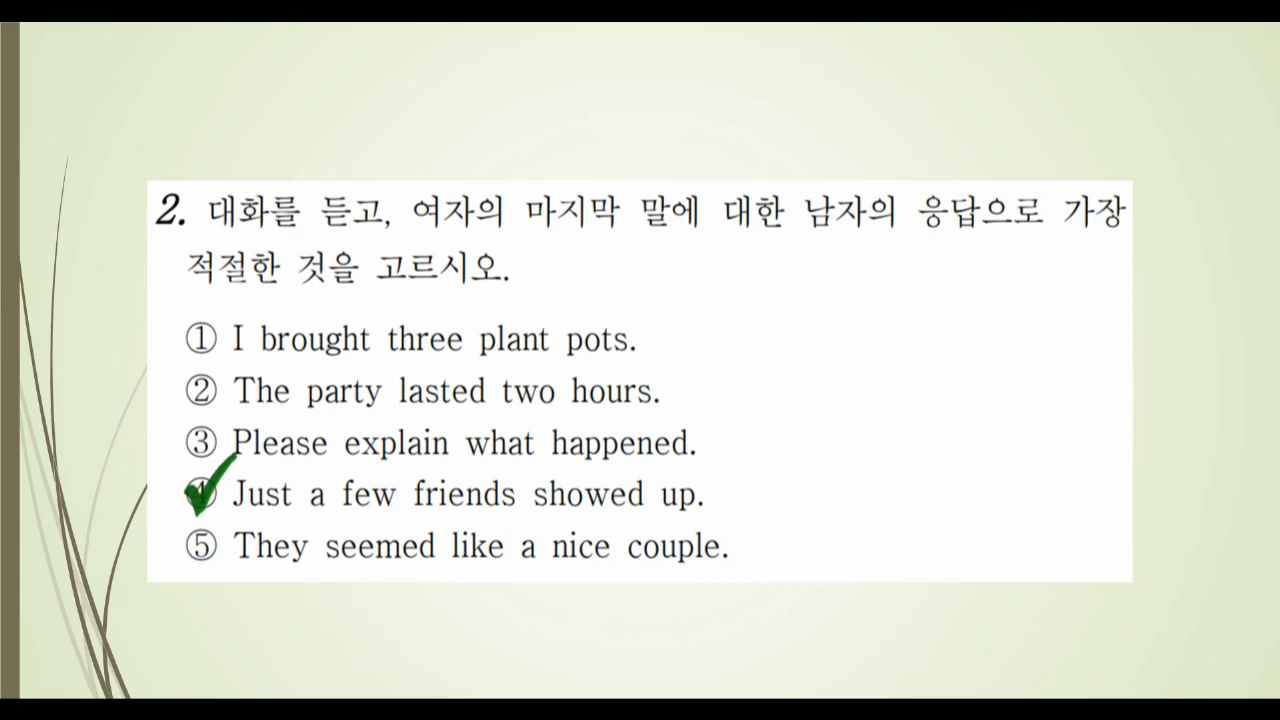 2. 대화를 듣고, 여자의 마지막 말에 대한 남자의 응답으로 가장
적절한 것을 고르시오.
① I brought three plant pots.
② The party lasted two hours.
③ Please explain what happened.
④ Just a few friends showed up.
⑤ They seemed like a nice couple.